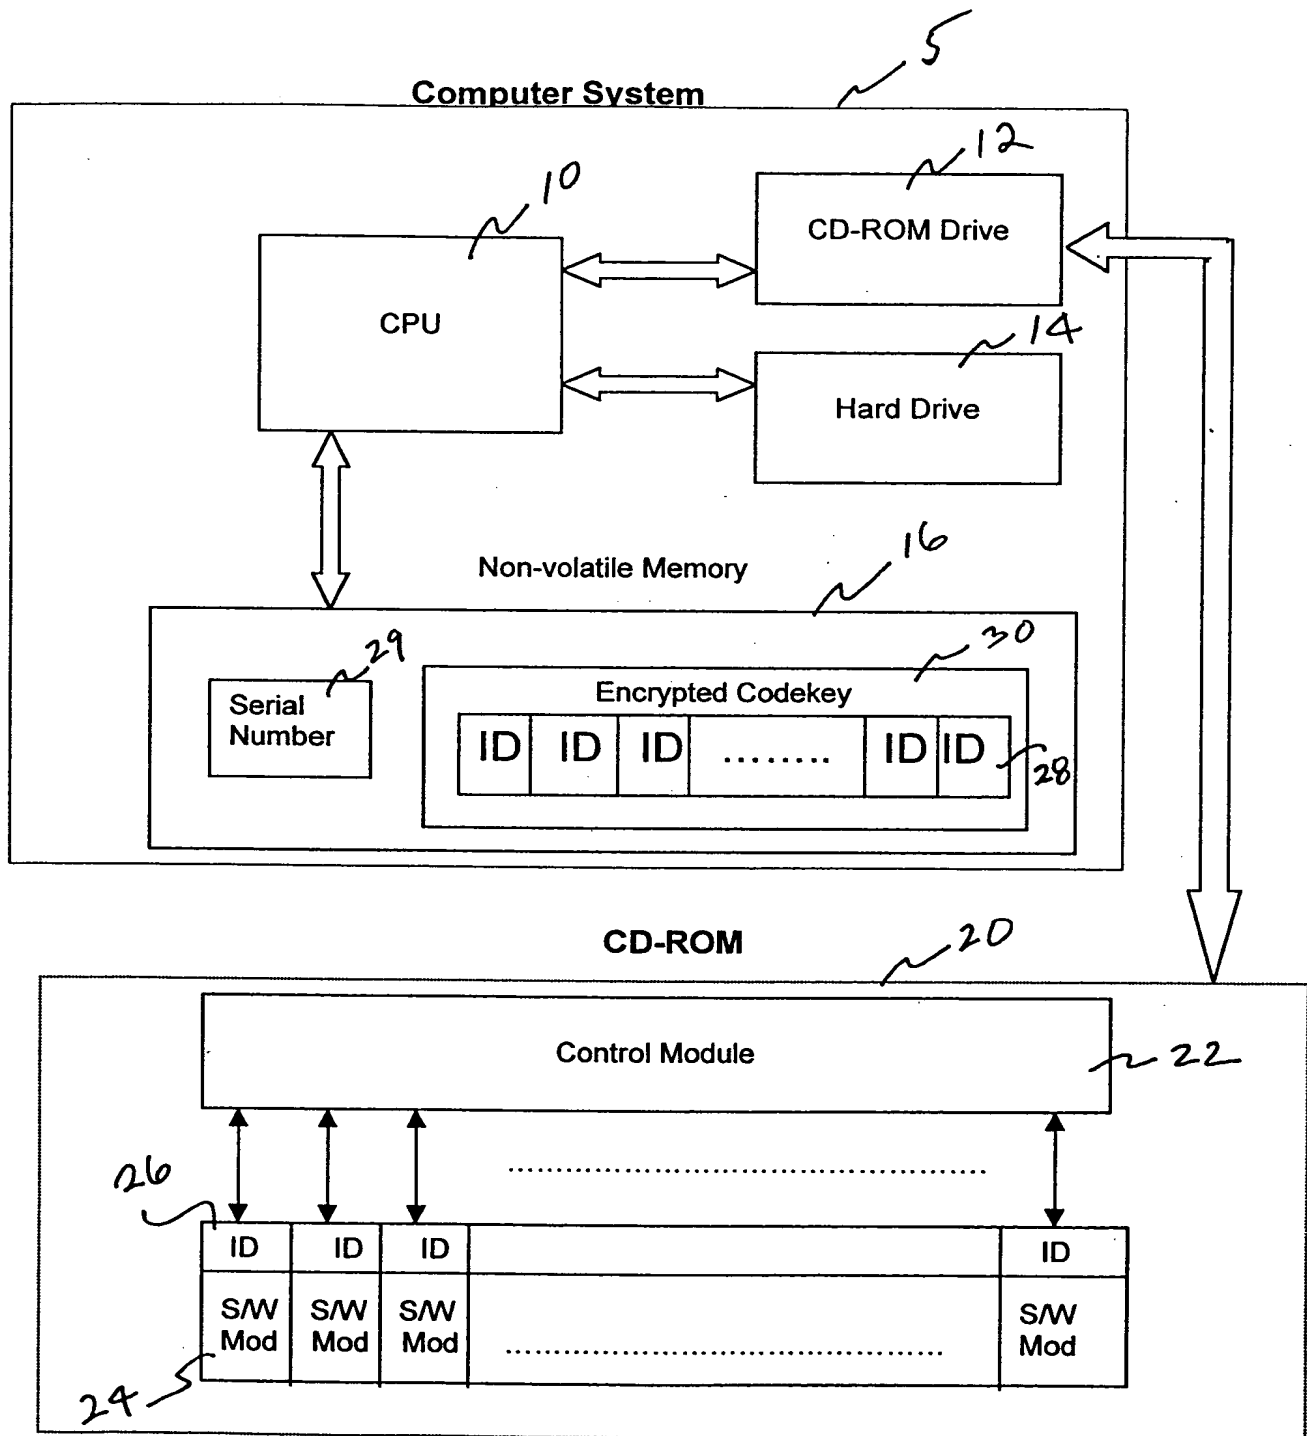 5
Computer System
12
10
CD-ROM Drive
CPU
14
Hard Drive
Non-volatile Memory
16
29
30
Serial
Number
Encrypted Codekey
ID ID ID ........ ID ID
28
CD-ROM
20
Control Module
22
..........................................
26
ID ID ID ID
S/W
Mod
S/W
Mod
S/W
Mod
......................................
S/W
Mod
24